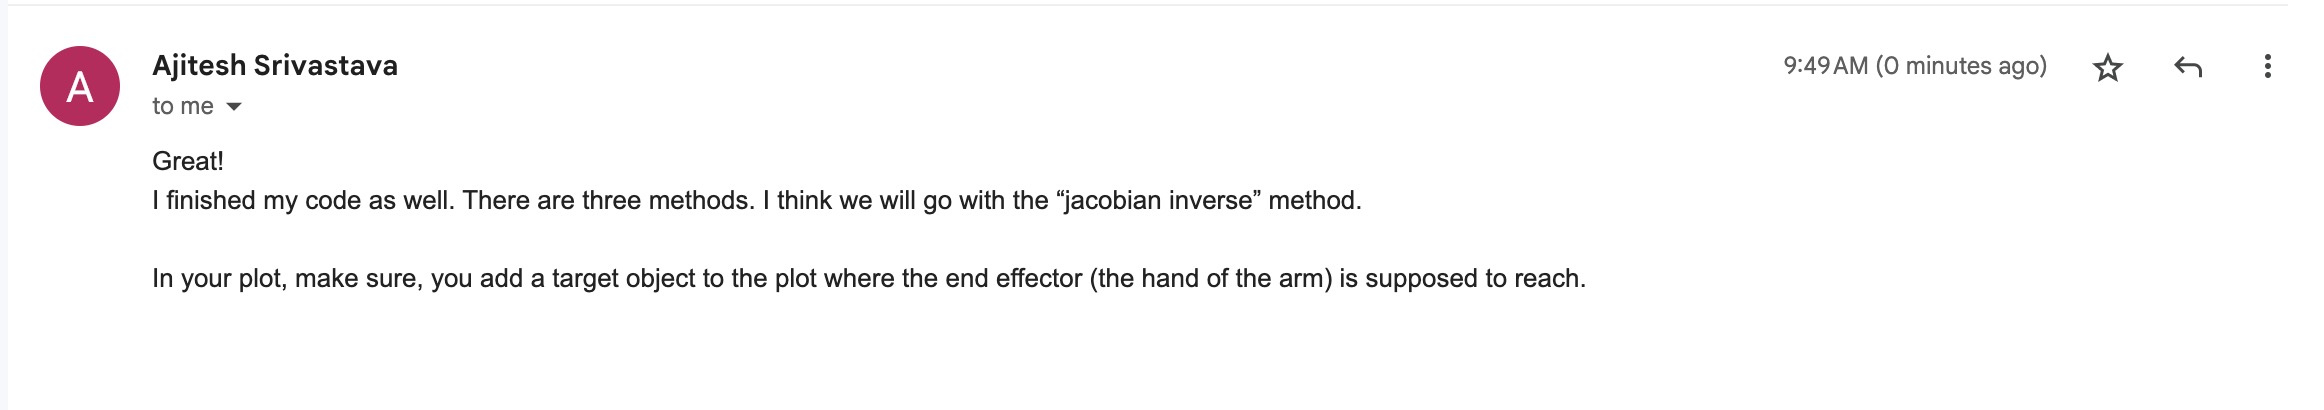 A
Ajitesh Srivastava
9:49 AM (0 minutes ago)
to me
Great!
I finished my code as well. There are three methods. I think we will go with the “jacobian inverse” method.
In your plot, make sure, you add a target object to the plot where the end effector (the hand of the arm) is supposed to reach.